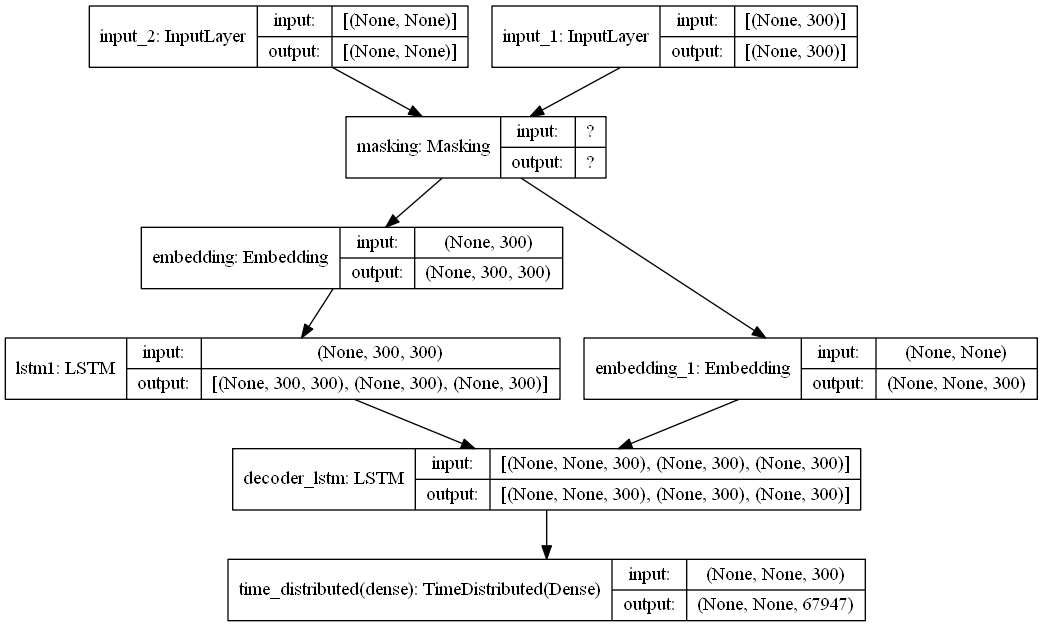 input_2: InputLayer input: [(None, None)]
output: [(None, None)]
input_1: InputLayer input: [(None, 300)]
output: [(None, 300)]
masking: Masking input: ?
output: ?
embedding: Embedding input: (None, 300)
output: (None, 300, 300)
lstm1: LSTM input: (None, 300, 300)
output: [(None, 300, 300), (None, 300), (None, 300)]
embedding_1: Embedding input: (None, None)
output: (None, None, 300)
decoder_lstm: LSTM input: [(None, None, 300), (None, 300), (None, 300)]
output: [(None, None, 300), (None, 300), (None, 300)]
time_distributed(dense): TimeDistributed(Dense) input: (None, None, 300)
output: (None, None, 67947)